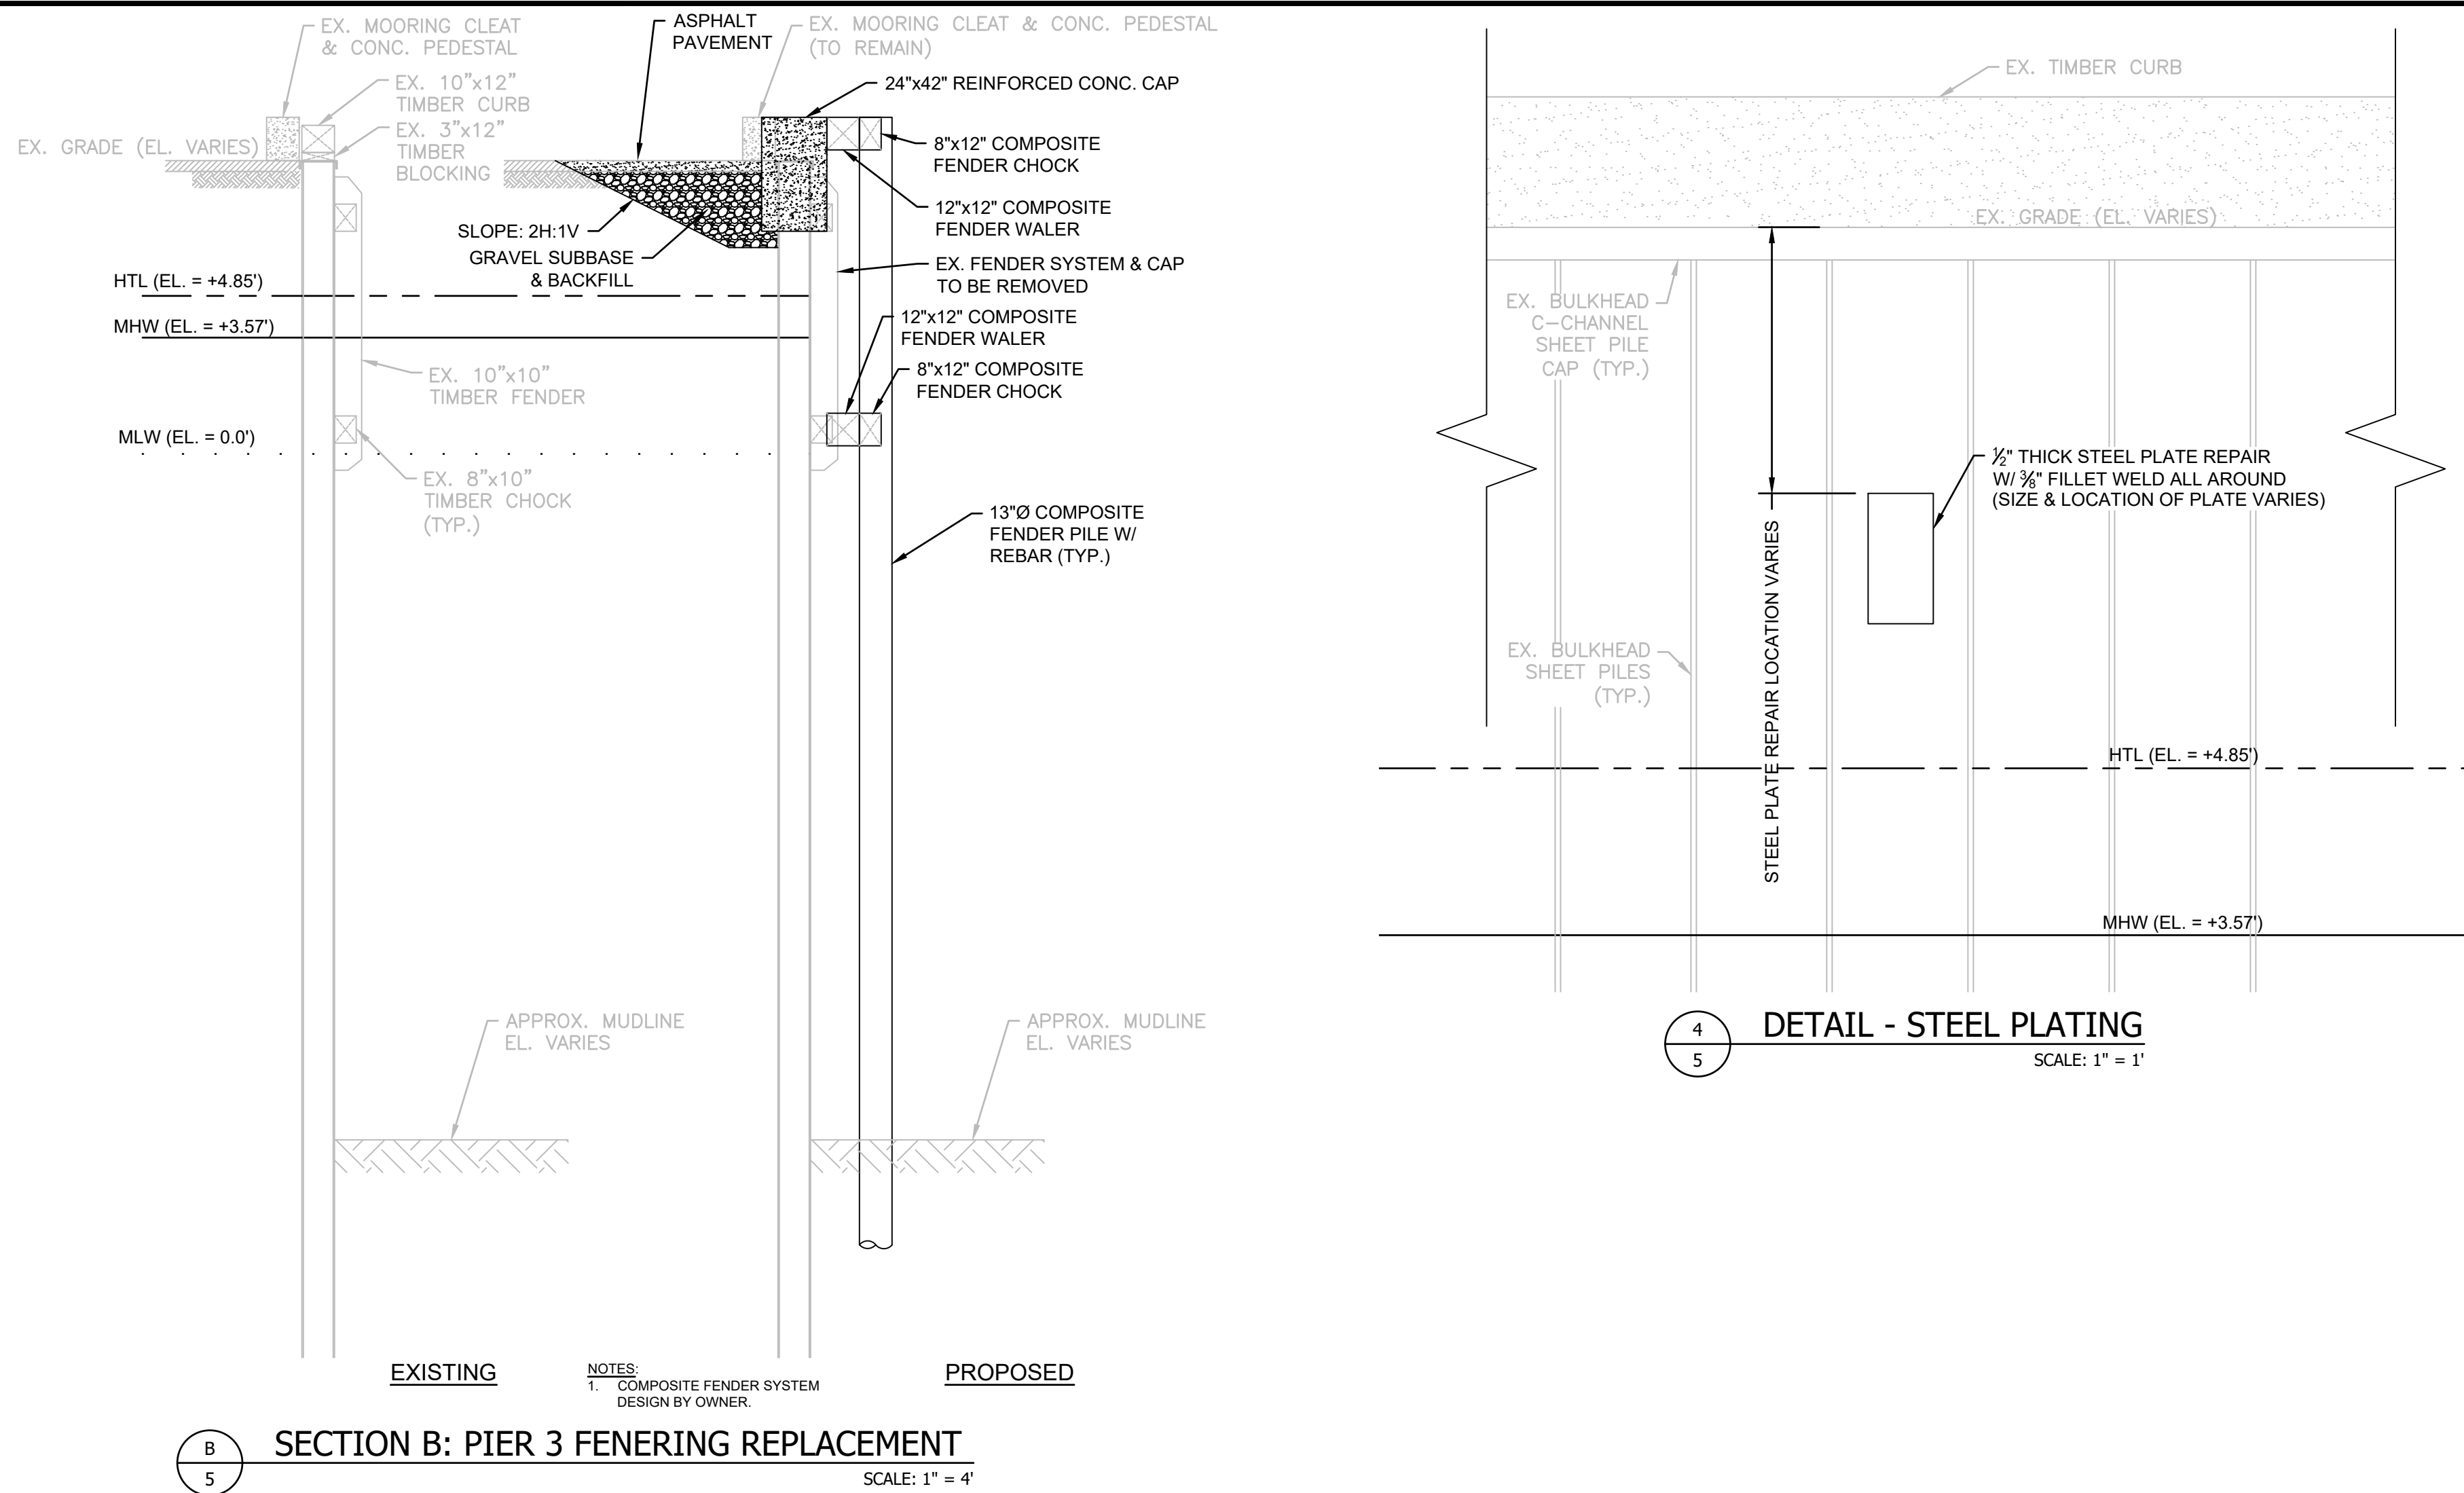 EX. MOORING CLEAT
& CONC. PEDESTAL
EX. 10"x12"
TIMBER CURB
EX. 3"x12"
TIMBER
BLOCKING
EX. GRADE (EL. VARIES)
HTL (EL. = +4.85')
MHW (EL. = +3.57')
MLW (EL. = 0.0')
EX. 10"x10"
TIMBER FENDER
EX. 8"x10"
TIMBER CHOCK
(TYP.)
APPROX. MUDLINE
EL. VARIES
EXISTING
ASPHALT
PAVEMENT
EX. MOORING CLEAT & CONC. PEDESTAL
(TO REMAIN)
24"x42" REINFORCED CONC. CAP
8"x12" COMPOSITE
FENDER CHOCK
12"x12" COMPOSITE
FENDER WALER
SLOPE: 2H:1V
GRAVEL SUBBASE
& BACKFILL
EX. FENDER SYSTEM & CAP
TO BE REMOVED
12"x12" COMPOSITE
FENDER WALER
8"x12" COMPOSITE
FENDER CHOCK
13"Ø COMPOSITE
FENDER PILE W/
REBAR (TYP.)
APPROX. MUDLINE
EL. VARIES
PROPOSED
NOTES:
1. COMPOSITE FENDER SYSTEM
DESIGN BY OWNER.
B
5
SECTION B: PIER 3 FENERING REPLACEMENT
SCALE: 1" = 4'
EX. TIMBER CURB
EX. GRADE (EL. VARIES)
EX. BULKHEAD
C-CHANNEL
SHEET PILE
CAP (TYP.)
½" THICK STEEL PLATE REPAIR
W/ ⅜" FILLET WELD ALL AROUND
(SIZE & LOCATION OF PLATE VARIES)
STEEL PLATE REPAIR LOCATION VARIES
EX. BULKHEAD
SHEET PILES
(TYP.)
HTL (EL. = +4.85')
MHW (EL. = +3.57')
4
5
DETAIL - STEEL PLATING
SCALE: 1" = 1'